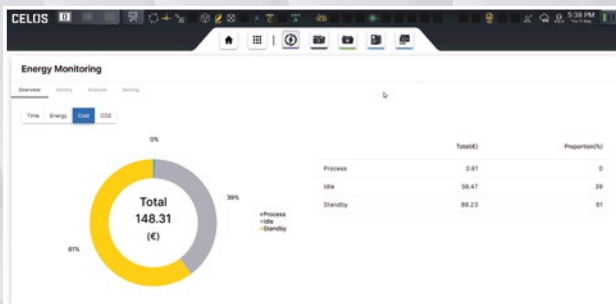 CELOS
5:38 PM
Energy Monitoring
Overview History Analysis Setting
Time Energy Cost CO2
0%
Total
148.31
(€)
39%
61%
Process
Idle
Standby
Total(€) Proportion(%)
Process 0.61 0
Idle 58.47 39
Standby 89.23 61